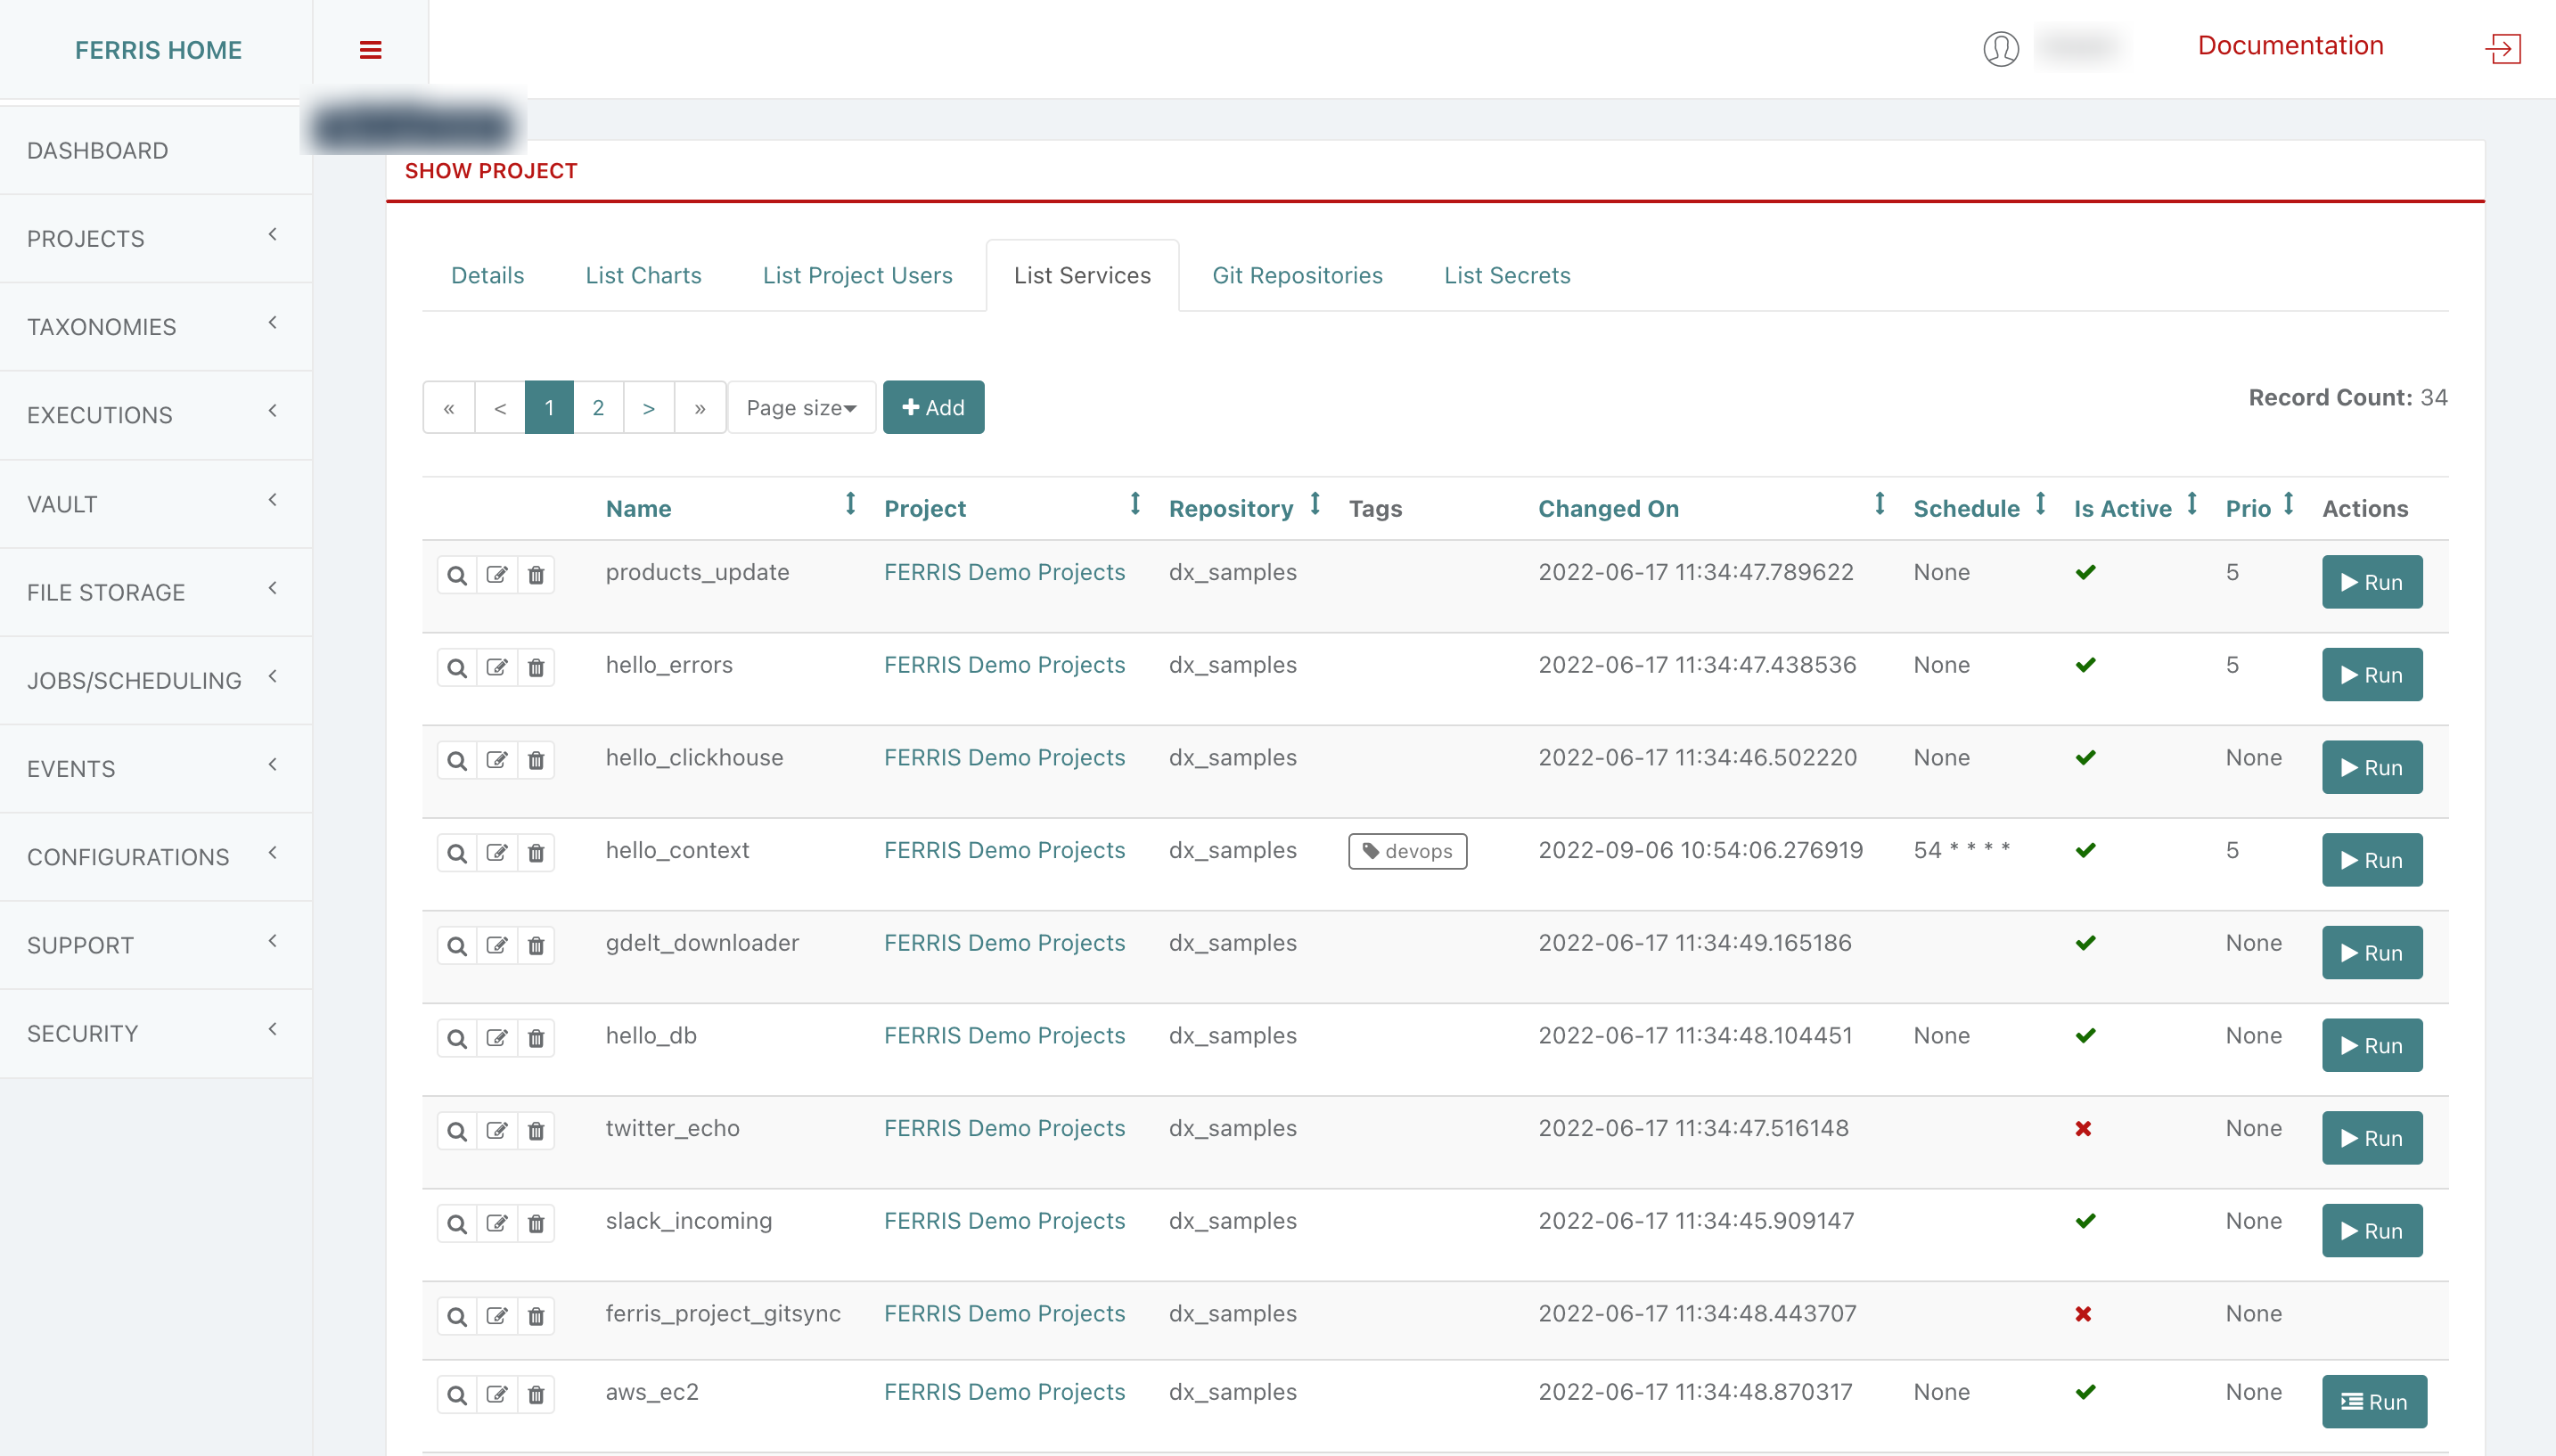 FERRIS HOME
Documentation
DASHBOARD
PROJECTS
TAXONOMIES
EXECUTIONS
VAULT
FILE STORAGE
JOBS/SCHEDULING
EVENTS
CONFIGURATIONS
SUPPORT
SECURITY
SHOW PROJECT
Details List Charts List Project Users List Services Git Repositories List Secrets
« < 1 2 > » Page size Add Record Count: 34
Name Project Repository Tags Changed On Schedule Is Active Prio Actions
products_update FERRIS Demo Projects dx_samples 2022-06-17 11:34:47.789622 None 5 Run
hello_errors FERRIS Demo Projects dx_samples 2022-06-17 11:34:47.438536 None 5 Run
hello_clickhouse FERRIS Demo Projects dx_samples 2022-06-17 11:34:46.502220 None None Run
hello_context FERRIS Demo Projects dx_samples devops 2022-09-06 10:54:06.276919 54 * * * * 5 Run
gdelt_downloader FERRIS Demo Projects dx_samples 2022-06-17 11:34:49.165186 None Run
hello_db FERRIS Demo Projects dx_samples 2022-06-17 11:34:48.104451 None None Run
twitter_echo FERRIS Demo Projects dx_samples 2022-06-17 11:34:47.516148 None Run
slack_incoming FERRIS Demo Projects dx_samples 2022-06-17 11:34:45.909147 None Run
ferris_project_gitsync FERRIS Demo Projects dx_samples 2022-06-17 11:34:48.443707 None
aws_ec2 FERRIS Demo Projects dx_samples 2022-06-17 11:34:48.870317 None None Run